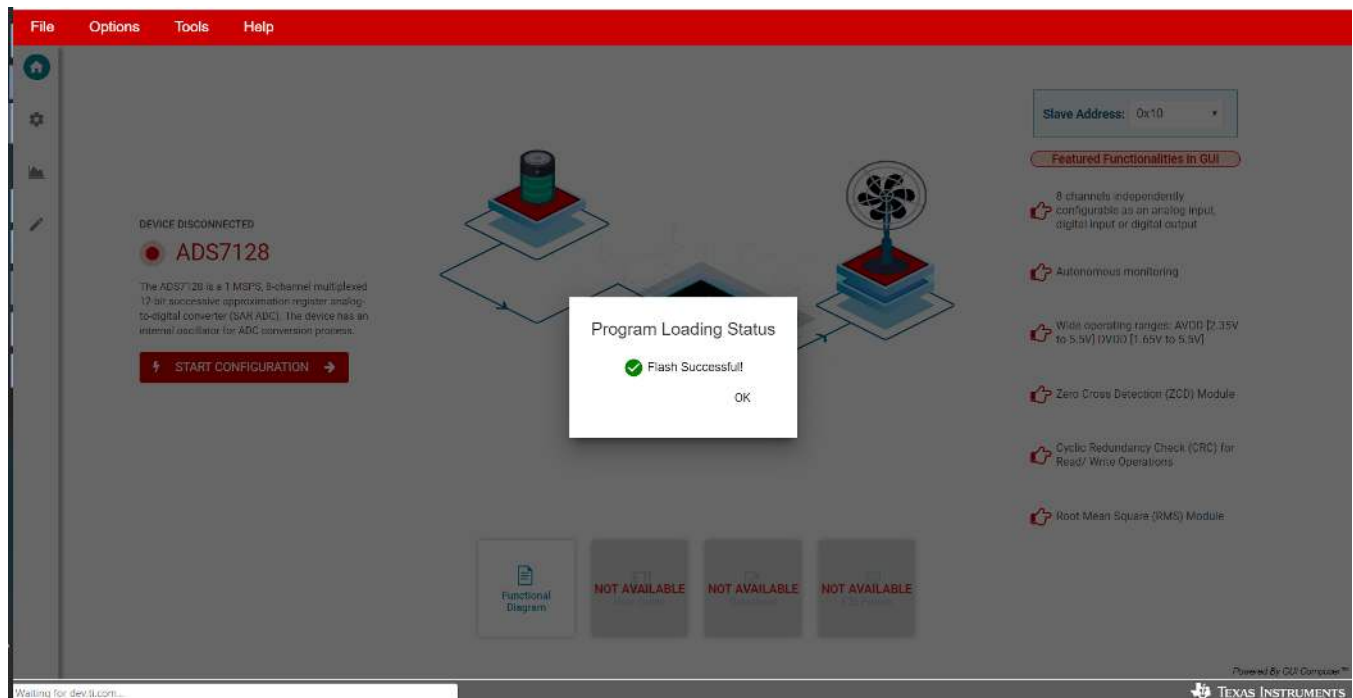 File Options Tools Help
Slave Address: 0x10
Featured Functionalities in GUI
8 channels independently
configurable as an analog input,
digital input or digital output
Autonomous monitoring
Wide operating ranges: AVDD [2.35V
to 5.5V] DVDD [1.65V to 5.5V]
Zero Cross Detection (ZCD) Module
Cyclic Redundancy Check (CRC) for
Read/ Write Operations
Root Mean Square (RMS) Module
DEVICE DISCONNECTED
ADS7128
The ADS7128 is a 1 MSPS, 8-channel multiplexed
12-bit successive approximation register analog-
to-digital converter (SAR ADC). The device has an
internal oscillator for ADC conversion process.
START CONFIGURATION
Program Loading Status
Flash Successful!
OK
Functional
Diagram
NOT AVAILABLE
NOT AVAILABLE
NOT AVAILABLE
Powered By GUI Composer™
Waiting for dev.ti.com...
TEXAS INSTRUMENTS